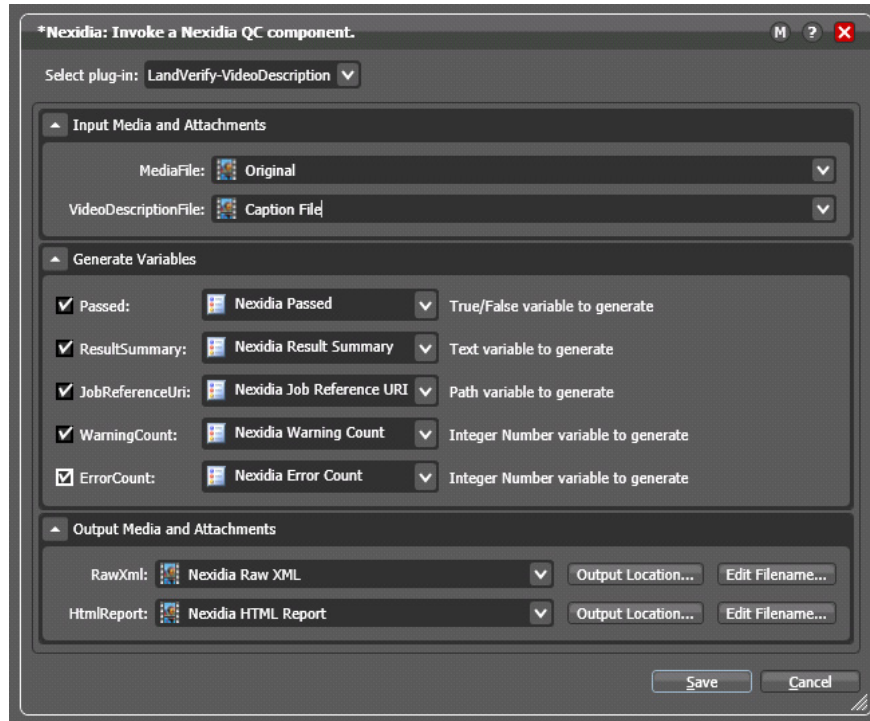 *Nexidia: Invoke a Nexidia QC component.
M ? X
Select plug-in: LandVerify-VideoDescription
Input Media and Attachments
MediaFile: Original
VideoDescriptionFile: Caption File
Generate Variables
Passed: Nexidia Passed True/False variable to generate
ResultSummary: Nexidia Result Summary Text variable to generate
JobReferenceUri: Nexidia Job Reference URI Path variable to generate
WarningCount: Nexidia Warning Count Integer Number variable to generate
ErrorCount: Nexidia Error Count Integer Number variable to generate
Output Media and Attachments
RawXml: Nexidia Raw XML Output Location... Edit Filename...
HtmlReport: Nexidia HTML Report Output Location... Edit Filename...
Save Cancel